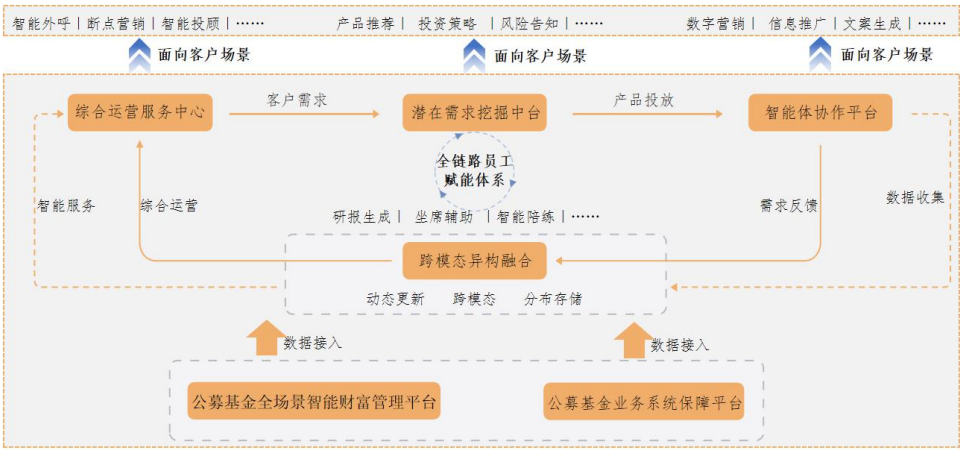 智能外呼|断点营销|智能投顾|……
产品推荐|投资策略|风险告知|……
数字营销|信息推广|文案生成|……
面向客户场景
面向客户场景
面向客户场景
综合运营服务中心
客户需求
潜在需求挖掘中台
产品投放
智能体协作平台
全链路员工
赋能体系
智能服务
综合运营
需求反馈
数据收集
研报生成|坐席辅助|智能陪练|……
跨模态异构融合
动态更新
跨模态
分布存储
数据接入
数据接入
公募基金全场景智能财富管理平台
公募基金业务系统保障平台